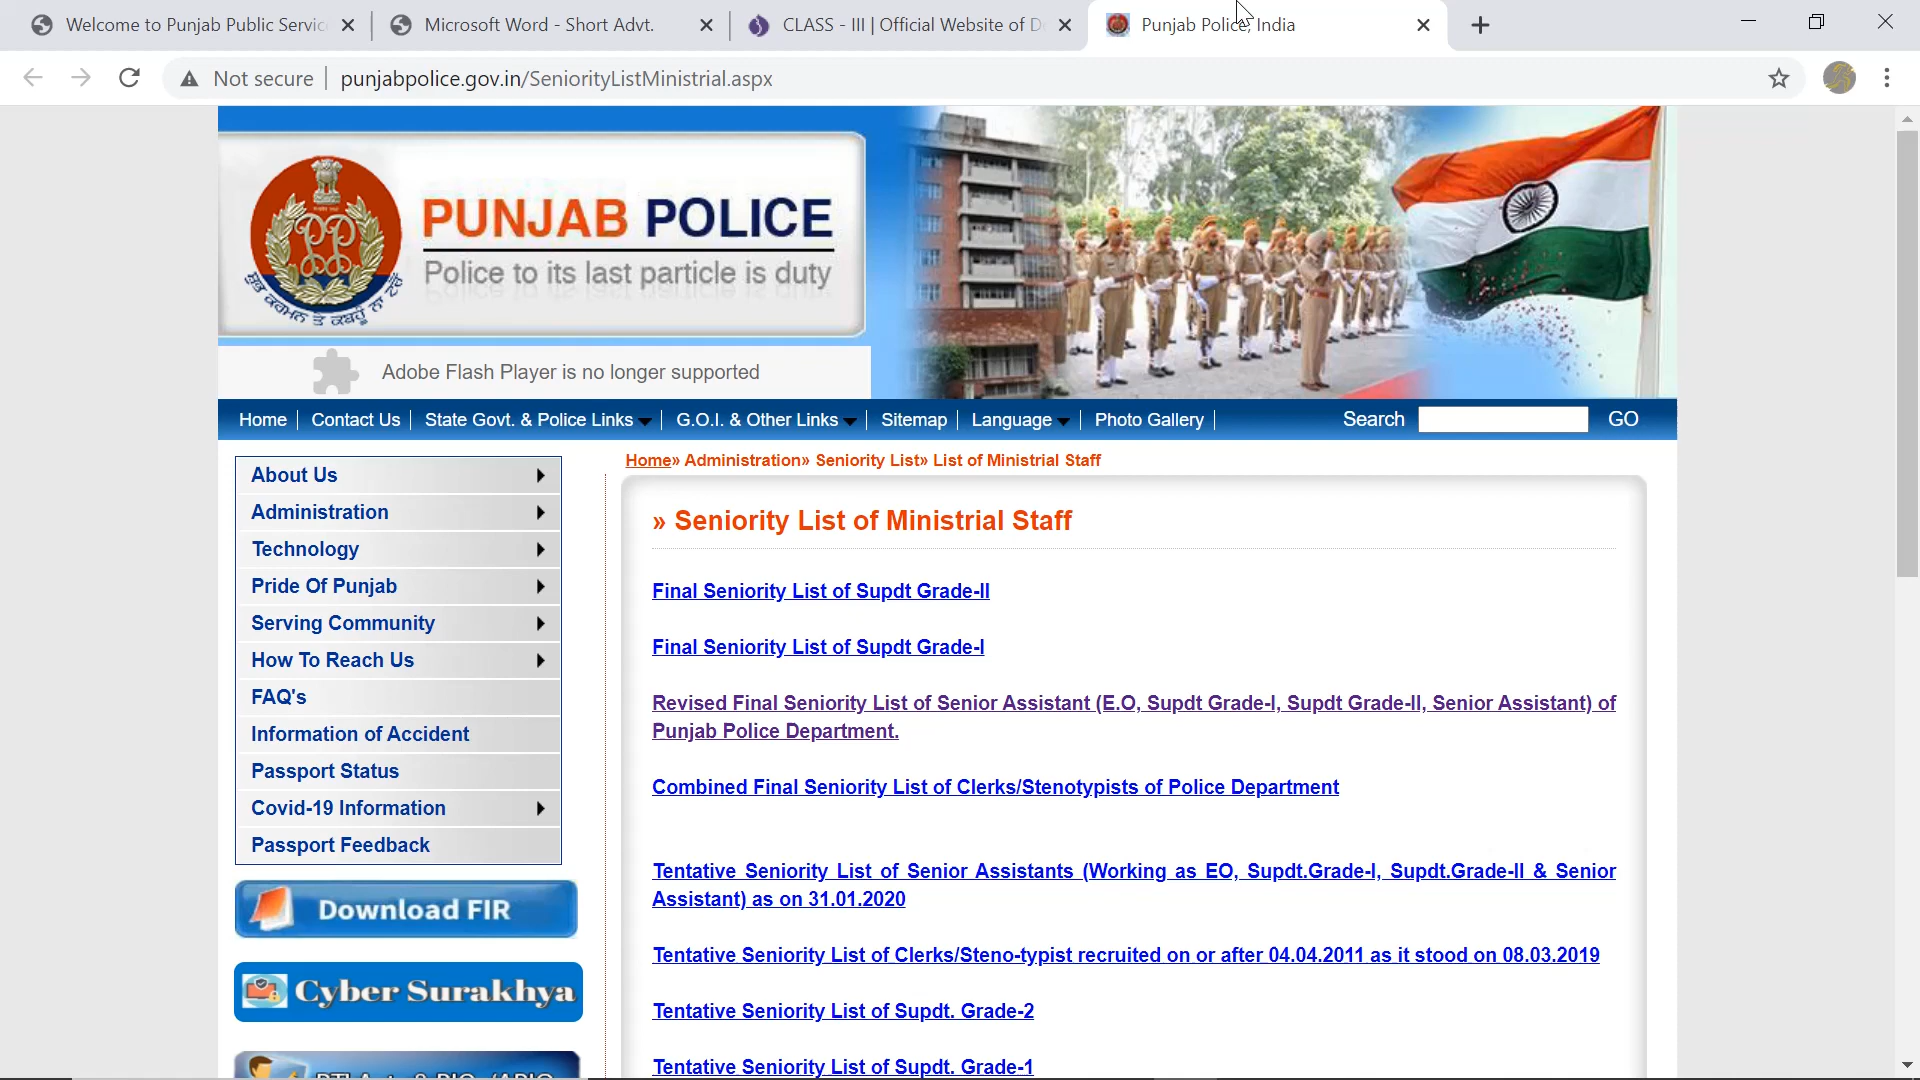 Welcome to Punjab Public Servic
Microsoft Word - Short Advt.
CLASS - III | Official Website of D
Punjab Police, India
Not secure
punjabpolice.gov.in/SeniorityListMinistrial.aspx
PUNJAB POLICE
Police to its last particle is duty
ਸ਼ੁਭ ਕਰਮਨ ਤੇ ਕਬਹੂੰ ਨਾ ਟਰੋਂ
Adobe Flash Player is no longer supported
Home
Contact Us
State Govt. & Police Links
G.O.I. & Other Links
Sitemap
Language
Photo Gallery
Search
GO
Home» Administration» Seniority List» List of Ministrial Staff
About Us
Administration
Technology
Pride Of Punjab
Serving Community
How To Reach Us
FAQ's
Information of Accident
Passport Status
Covid-19 Information
Passport Feedback
Download FIR
Cyber Surakhya
» Seniority List of Ministrial Staff
Final Seniority List of Supdt Grade-II
Final Seniority List of Supdt Grade-I
Revised Final Seniority List of Senior Assistant (E.O, Supdt Grade-I, Supdt Grade-II, Senior Assistant) of
Punjab Police Department.
Combined Final Seniority List of Clerks/Stenotypists of Police Department
Tentative Seniority List of Senior Assistants (Working as EO, Supdt.Grade-I, Supdt.Grade-II & Senior
Assistant) as on 31.01.2020
Tentative Seniority List of Clerks/Steno-typist recruited on or after 04.04.2011 as it stood on 08.03.2019
Tentative Seniority List of Supdt. Grade-2
Tentative Seniority List of Supdt. Grade-1